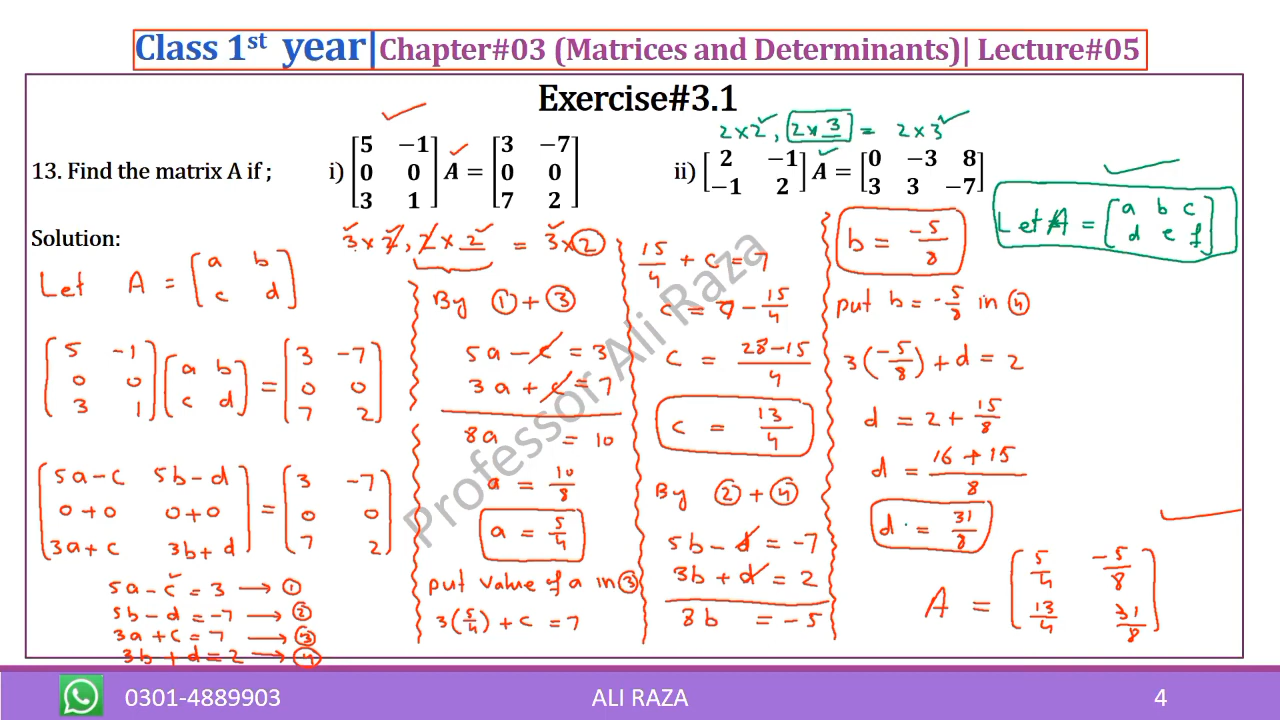 Class 1st year| Chapter#03 (Matrices and Determinants)| Lecture#05
Exercise#3.1
2×2, 2×3 = 2×3
13. Find the matrix A if ; i) [5 −1; 0 0; 3 1] A = [3 −7; 0 0; 7 2] ii) [2 −1; −1 2] A = [0 −3 8; 3 3 −7]
Let A = [a b c; d e f]
Solution:
3×2, 2×2 = 3×2
Let A = [a b; c d]
[5 −1; 0 0; 3 1] [a b; c d] = [3 −7; 0 0; 7 2]
[5a−c 5b−d; 0+0 0+0; 3a+c 3b+d] = [3 −7; 0 0; 7 2]
5a − c = 3 → ①
5b − d = −7 → ②
3a + c = 7 → ③
3b + d = 2 → ④
By ① + ③
5a − c = 3
3a + c = 7
8a = 10
a = 10/8
a = 5/4
put value of a in ③
3(5/4) + c = 7
15/4 + c = 7
c = 7 − 15/4
c = 28−15/4
c = 13/4
By ② + ④
5b − d = −7
3b + d = 2
8b = −5
b = −5/8
put b = −5/8 in ④
3(−5/8) + d = 2
d = 2 + 15/8
d = 16 + 15/8
d = 31/8
A = [5/4 −5/8; 13/4 31/8]
Professor Ali Raza
0301-4889903 ALI RAZA 4